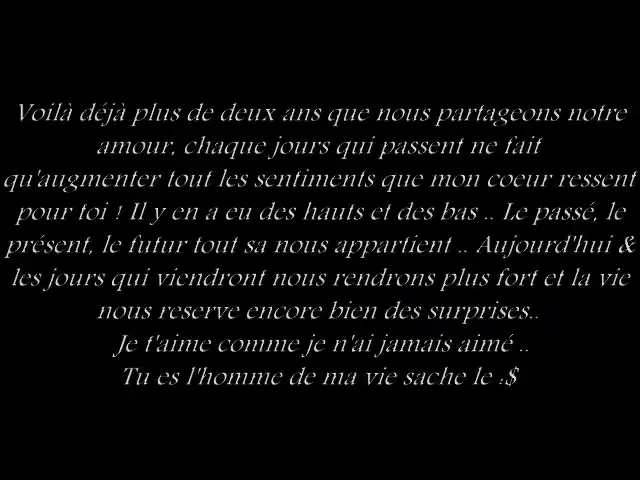 Voilà déjà plus de deux ans que nous partageons notre
amour, chaque jours qui passent ne fait
qu'augmenter tout les sentiments que mon coeur ressent
pour toi ! Il y en a eu des hauts et des bas .. Le passé, le
présent, le futur tout sa nous appartient .. Aujourd'hui &
les jours qui viendront nous rendrons plus fort et la vie
nous reserve encore bien des surprises..
Je t'aime comme je n'ai jamais aimé ..
Tu es l'homme de ma vie sache le :$